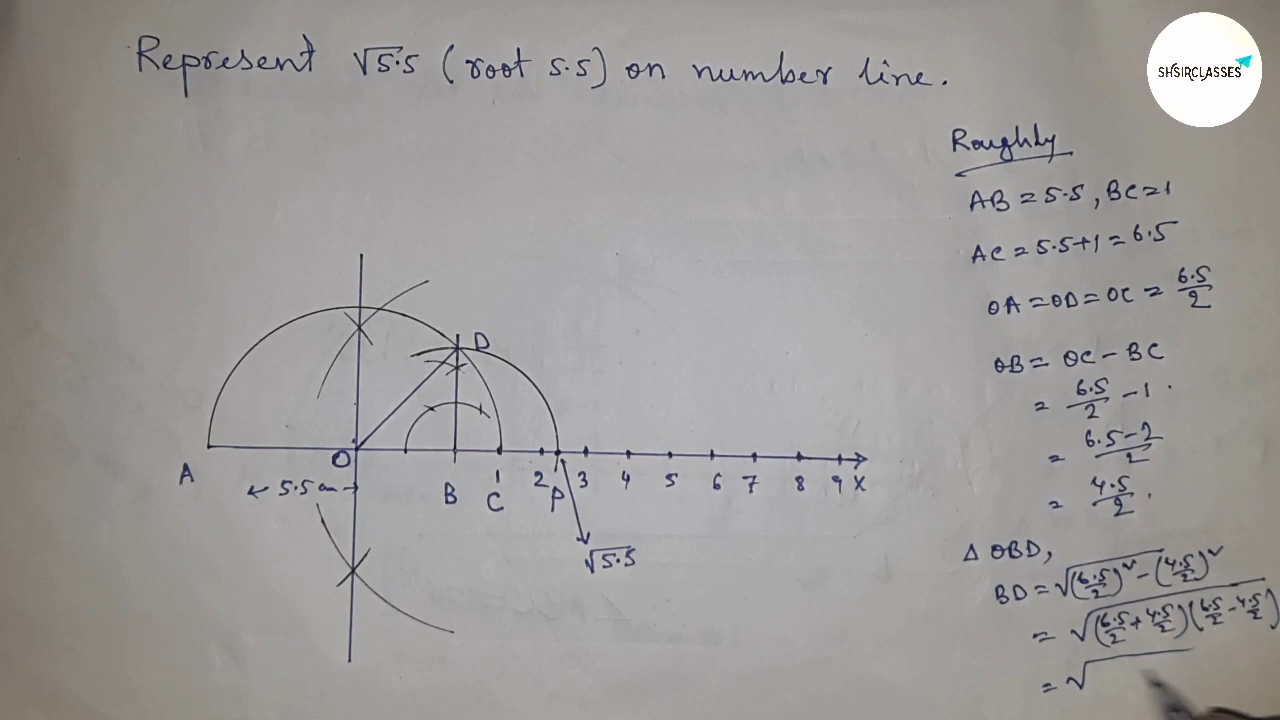 Represent √5.5 (root 5.5) on number line.
SHSIRCLASSES
Roughly
AB = 5.5, BC = 1
AC = 5.5+1 = 6.5
OA = OD = OC = 6.5/2
OB = OC - BC
= 6.5/2 - 1.
= 6.5-2/2
= 4.5/2.
Δ OBD,
BD = √(6.5/2)² - (4.5/2)²
= √(6.5/2 + 4.5/2)(6.5/2 - 4.5/2)
= √
D
A O B C 1 2 P 3 4 5 6 7 8 9 X
5.5 cm
√5.5